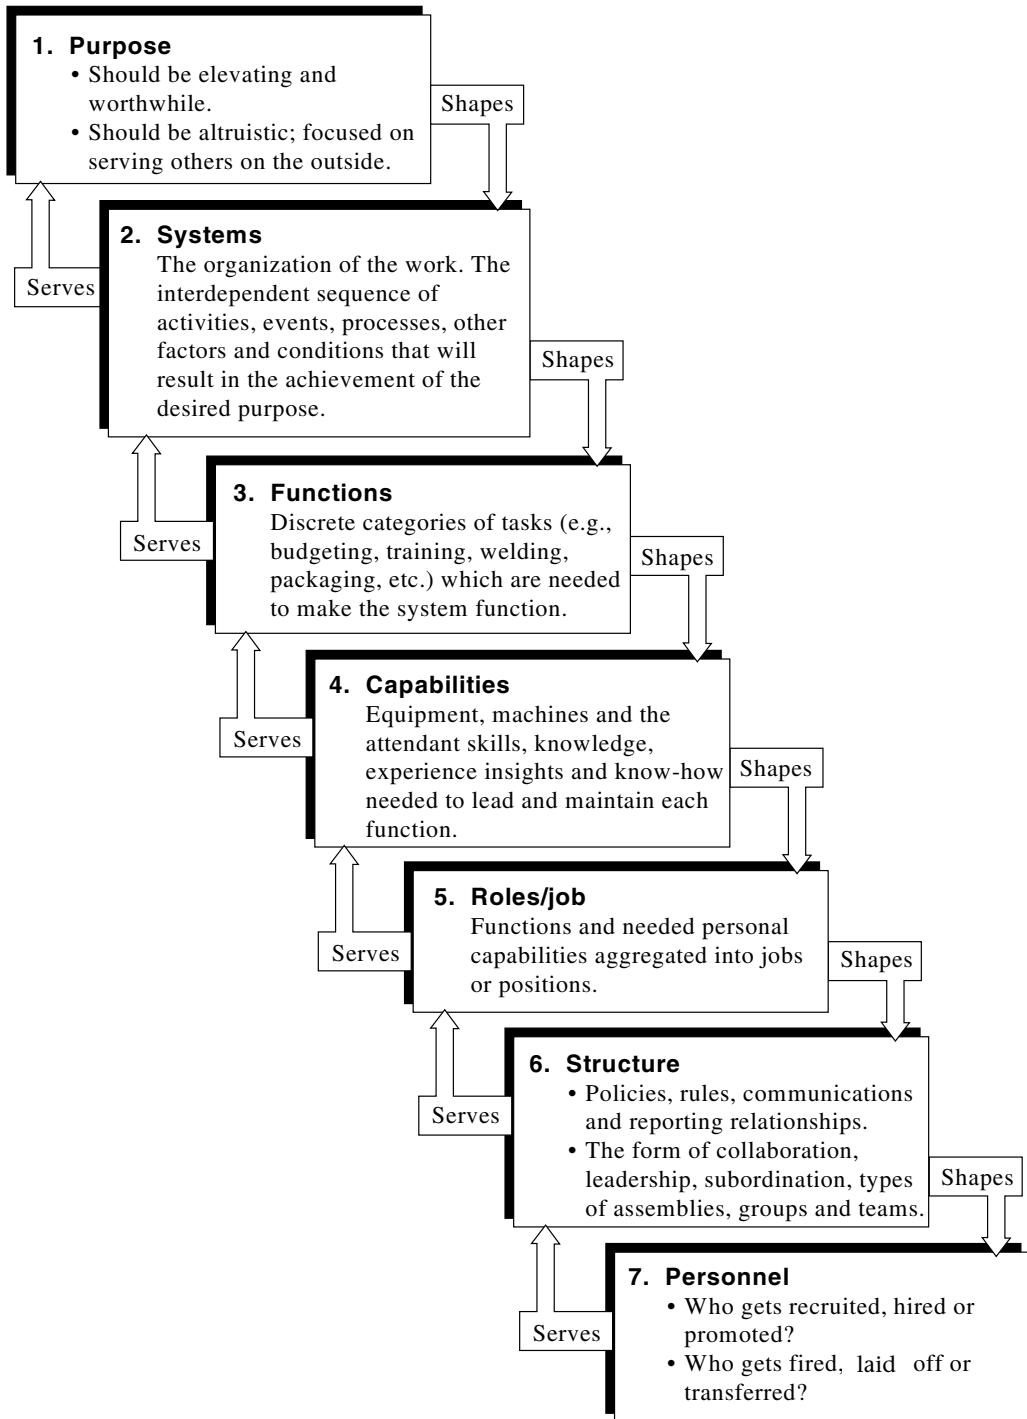 1. Purpose
• Should be elevating and
worthwhile.
• Should be altruistic; focused on
serving others on the outside.
Shapes
Serves
2. Systems
The organization of the work. The
interdependent sequence of
activities, events, processes, other
factors and conditions that will
result in the achievement of the
desired purpose.
Shapes
Serves
3. Functions
Discrete categories of tasks (e.g.,
budgeting, training, welding,
packaging, etc.) which are needed
to make the system function.
Shapes
Serves
4. Capabilities
Equipment, machines and the
attendant skills, knowledge,
experience insights and know-how
needed to lead and maintain each
function.
Shapes
Serves
5. Roles/job
Functions and needed personal
capabilities aggregated into jobs
or positions.
Shapes
Serves
6. Structure
• Policies, rules, communications
and reporting relationships.
• The form of collaboration,
leadership, subordination, types
of assemblies, groups and teams.
Shapes
Serves
7. Personnel
• Who gets recruited, hired or
promoted?
• Who gets fired, laid off or
transferred?